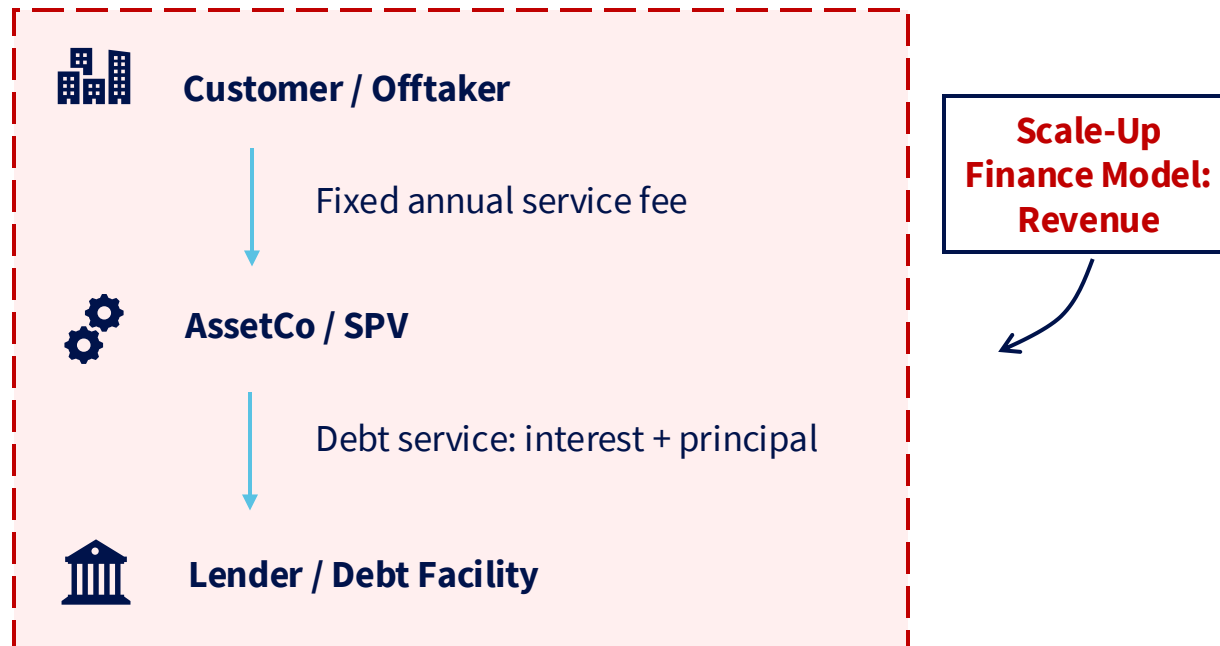 Customer / Offtaker
Fixed annual service fee
AssetCo / SPV
Debt service: interest + principal
Lender / Debt Facility
Scale-Up
Finance Model:
Revenue